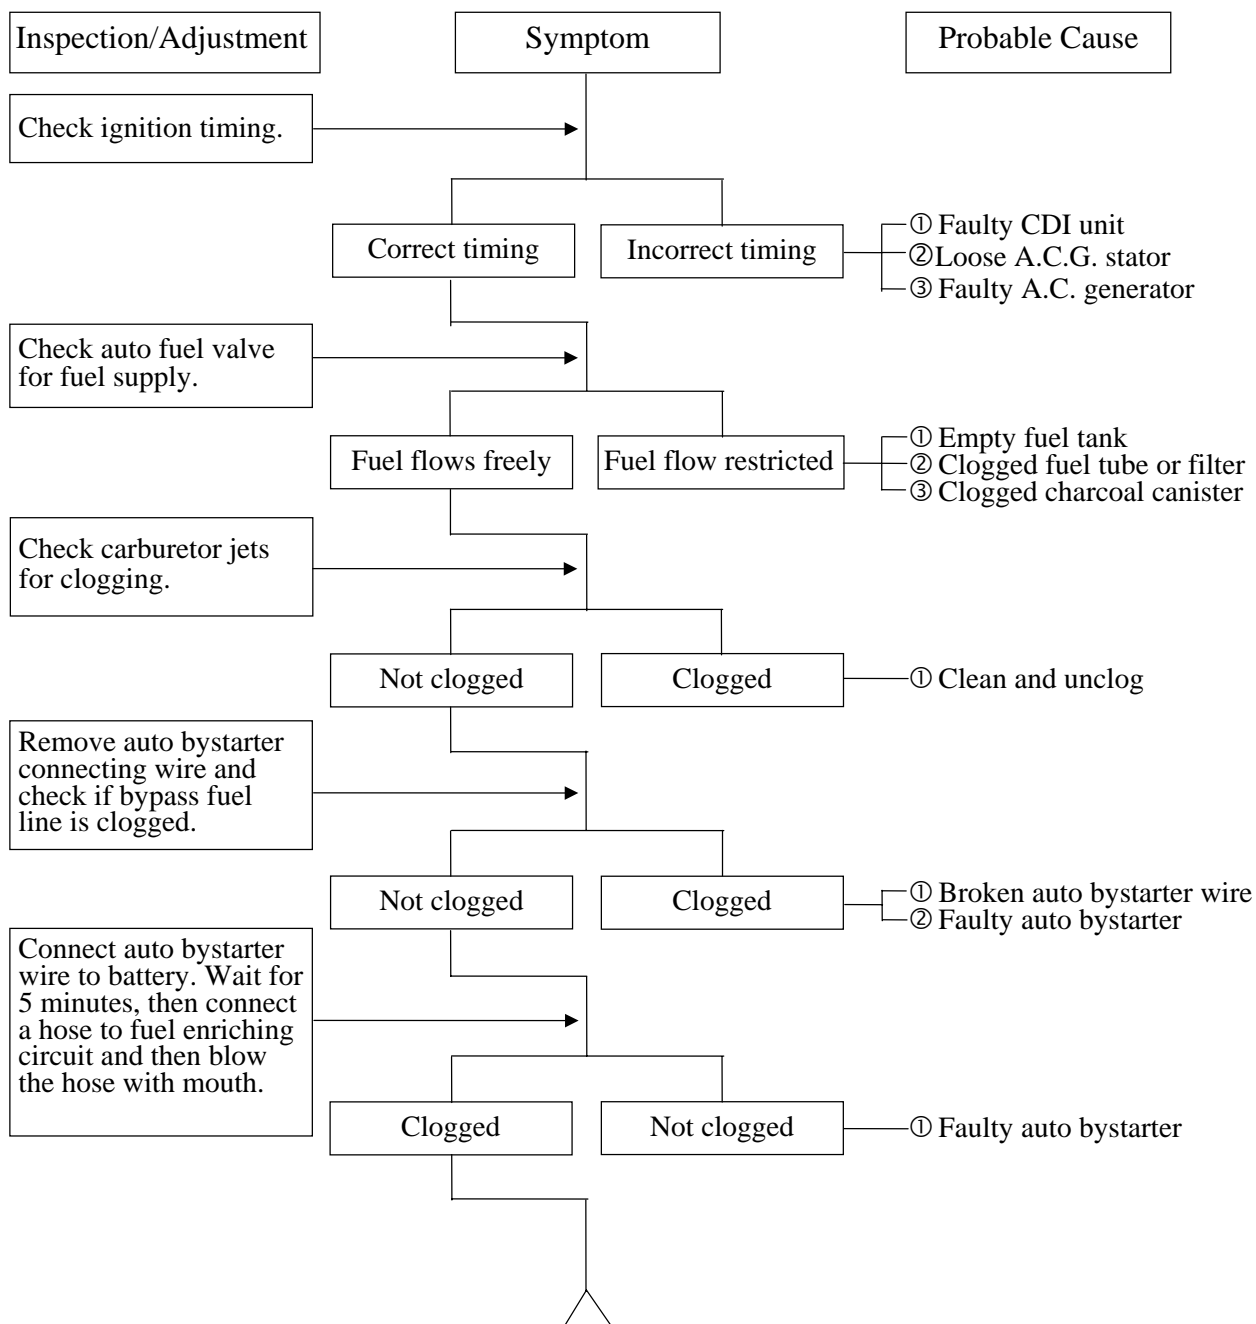 Inspection/Adjustment
Symptom
Probable Cause
Check ignition timing.
Correct timing
Incorrect timing
① Faulty CDI unit
② Loose A.C.G. stator
③ Faulty A.C. generator
Check auto fuel valve
for fuel supply.
Fuel flows freely
Fuel flow restricted
① Empty fuel tank
② Clogged fuel tube or filter
③ Clogged charcoal canister
Check carburetor jets
for clogging.
Not clogged
Clogged
① Clean and unclog
Remove auto bystarter
connecting wire and
check if bypass fuel
line is clogged.
Not clogged
Clogged
① Broken auto bystarter wire
② Faulty auto bystarter
Connect auto bystarter
wire to battery. Wait for
5 minutes, then connect
a hose to fuel enriching
circuit and then blow
the hose with mouth.
Clogged
Not clogged
① Faulty auto bystarter